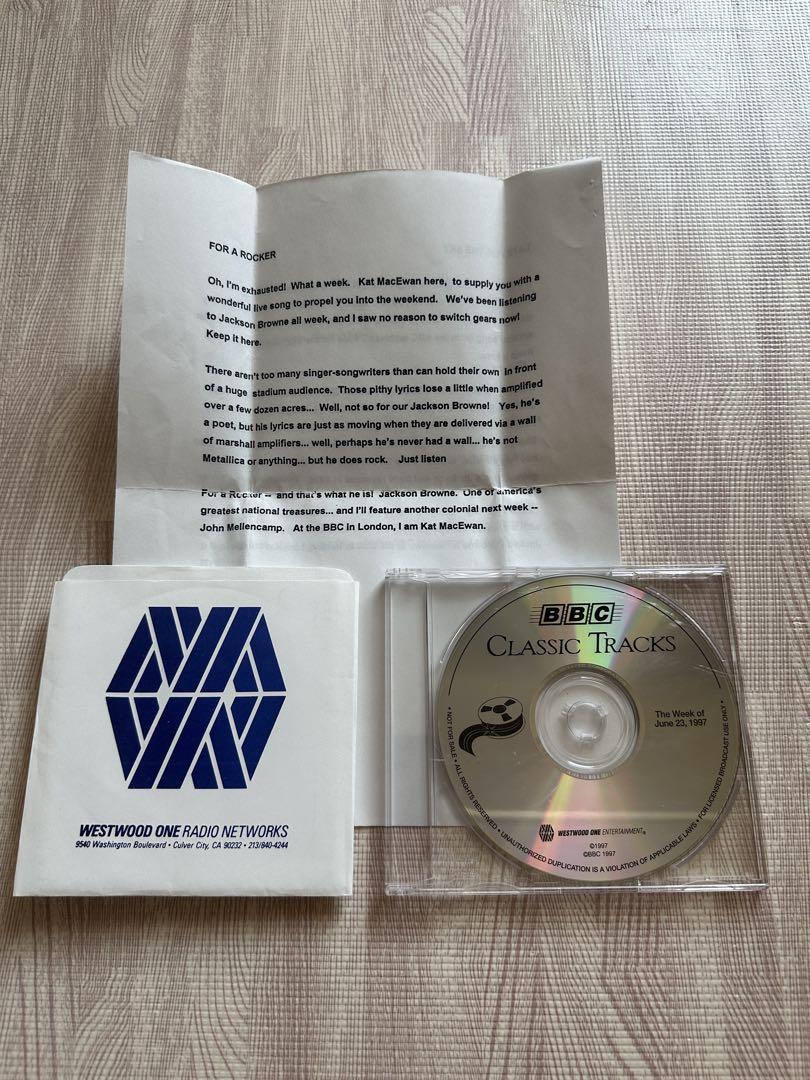 FOR A ROCKER
Oh, I'm exhausted! What a week. Kat MacEwan here, to supply you with a
wonderful live song to propel you into the weekend. We've been listening
to Jackson Browne all week, and I saw no reason to switch gears now!
Keep it here.
There aren't too many singer-songwriters than can hold their own in front
of a huge stadium audience. Those pithy lyrics lose a little when amplified
over a few dozen acres... Well, not so for our Jackson Browne! Yes, he's
a poet, but his lyrics are just as moving when they are delivered via a wall
of marshall amplifiers... well, perhaps he's never had a wall... he's not
Metallica or anything... but he does rock. Just listen
For a Rocker -- and that's what he is! Jackson Browne. One of america's
greatest national treasures... and I'll feature another colonial next week --
John Mellencamp. At the BBC in London, I am Kat MacEwan.
WESTWOOD ONE RADIO NETWORKS
9540 Washington Boulevard • Culver City, CA 90232 • 213/840-4244
BBC
CLASSIC TRACKS
The Week of
June 23, 1997
WESTWOOD ONE ENTERTAINMENT®
©1997
©BBC 1997
• NOT FOR SALE • ALL RIGHTS RESERVED • UNAUTHORIZED DUPLICATION IS A VIOLATION OF APPLICABLE LAWS • FOR LICENSED BROADCAST USE ONLY •